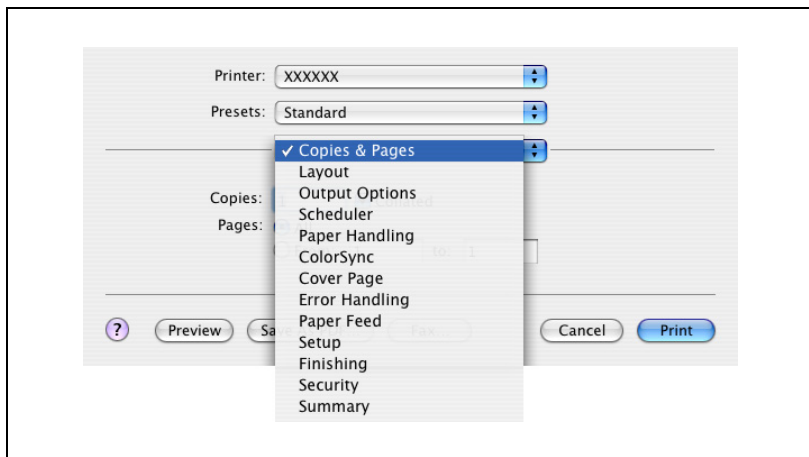 Printer: XXXXXX
Presets: Standard
✓ Copies & Pages
Layout
Copies: 1 Output Options
Scheduler
Pages: Paper Handling
ColorSync to: 1
Cover Page
Error Handling
? Preview Paper Feed Cancel Print
Setup
Finishing
Security
Summary